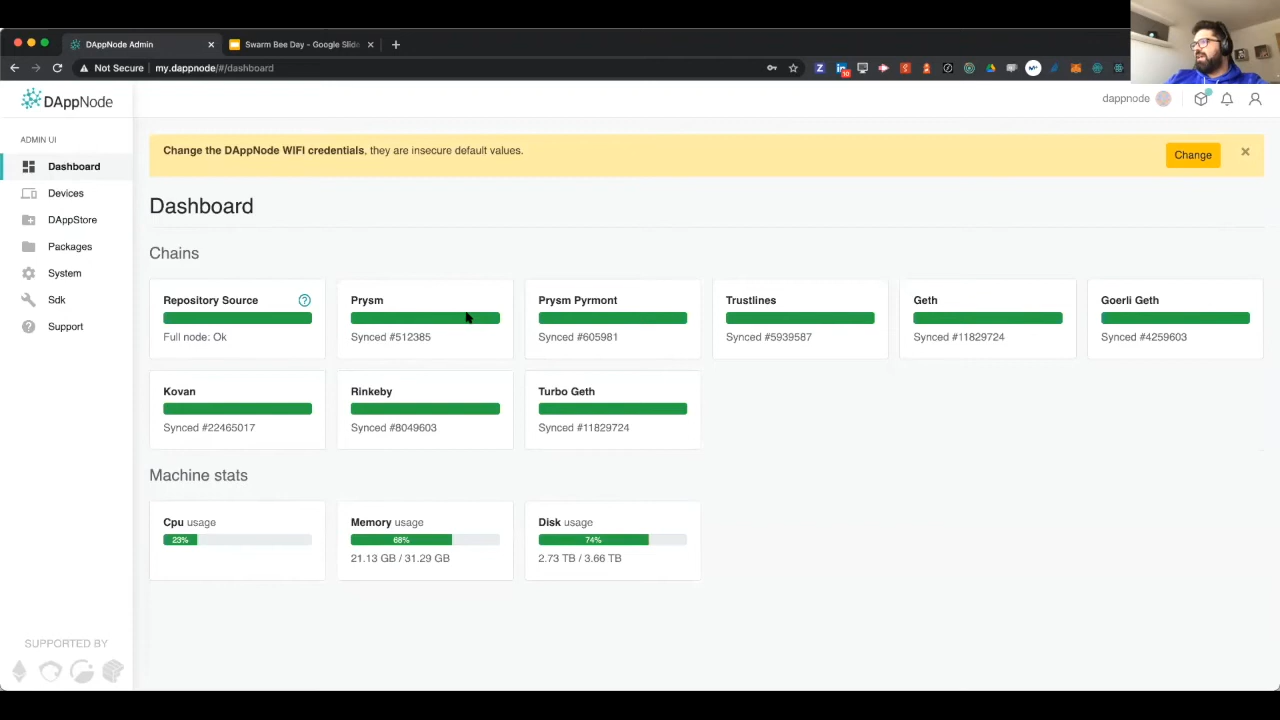 DAppNode Admin
Swarm Bee Day - Google Slide
Not Secure
my.dappnode/#/dashboard
10
DAppNode
dappnode
ADMIN UI
Dashboard
Devices
DAppStore
Packages
System
Sdk
Support
SUPPORTED BY
Change the DAppNode WIFI credentials, they are insecure default values.
Change
Dashboard
Chains
Repository Source
Full node: Ok
Prysm
Synced #512385
Prysm Pyrmont
Synced #605981
Trustlines
Synced #5939587
Geth
Synced #11829724
Goerli Geth
Synced #4259603
Kovan
Synced #22465017
Rinkeby
Synced #8049603
Turbo Geth
Synced #11829724
Machine stats
Cpu usage
23%
Memory usage
68%
21.13 GB / 31.29 GB
Disk usage
74%
2.73 TB / 3.66 TB